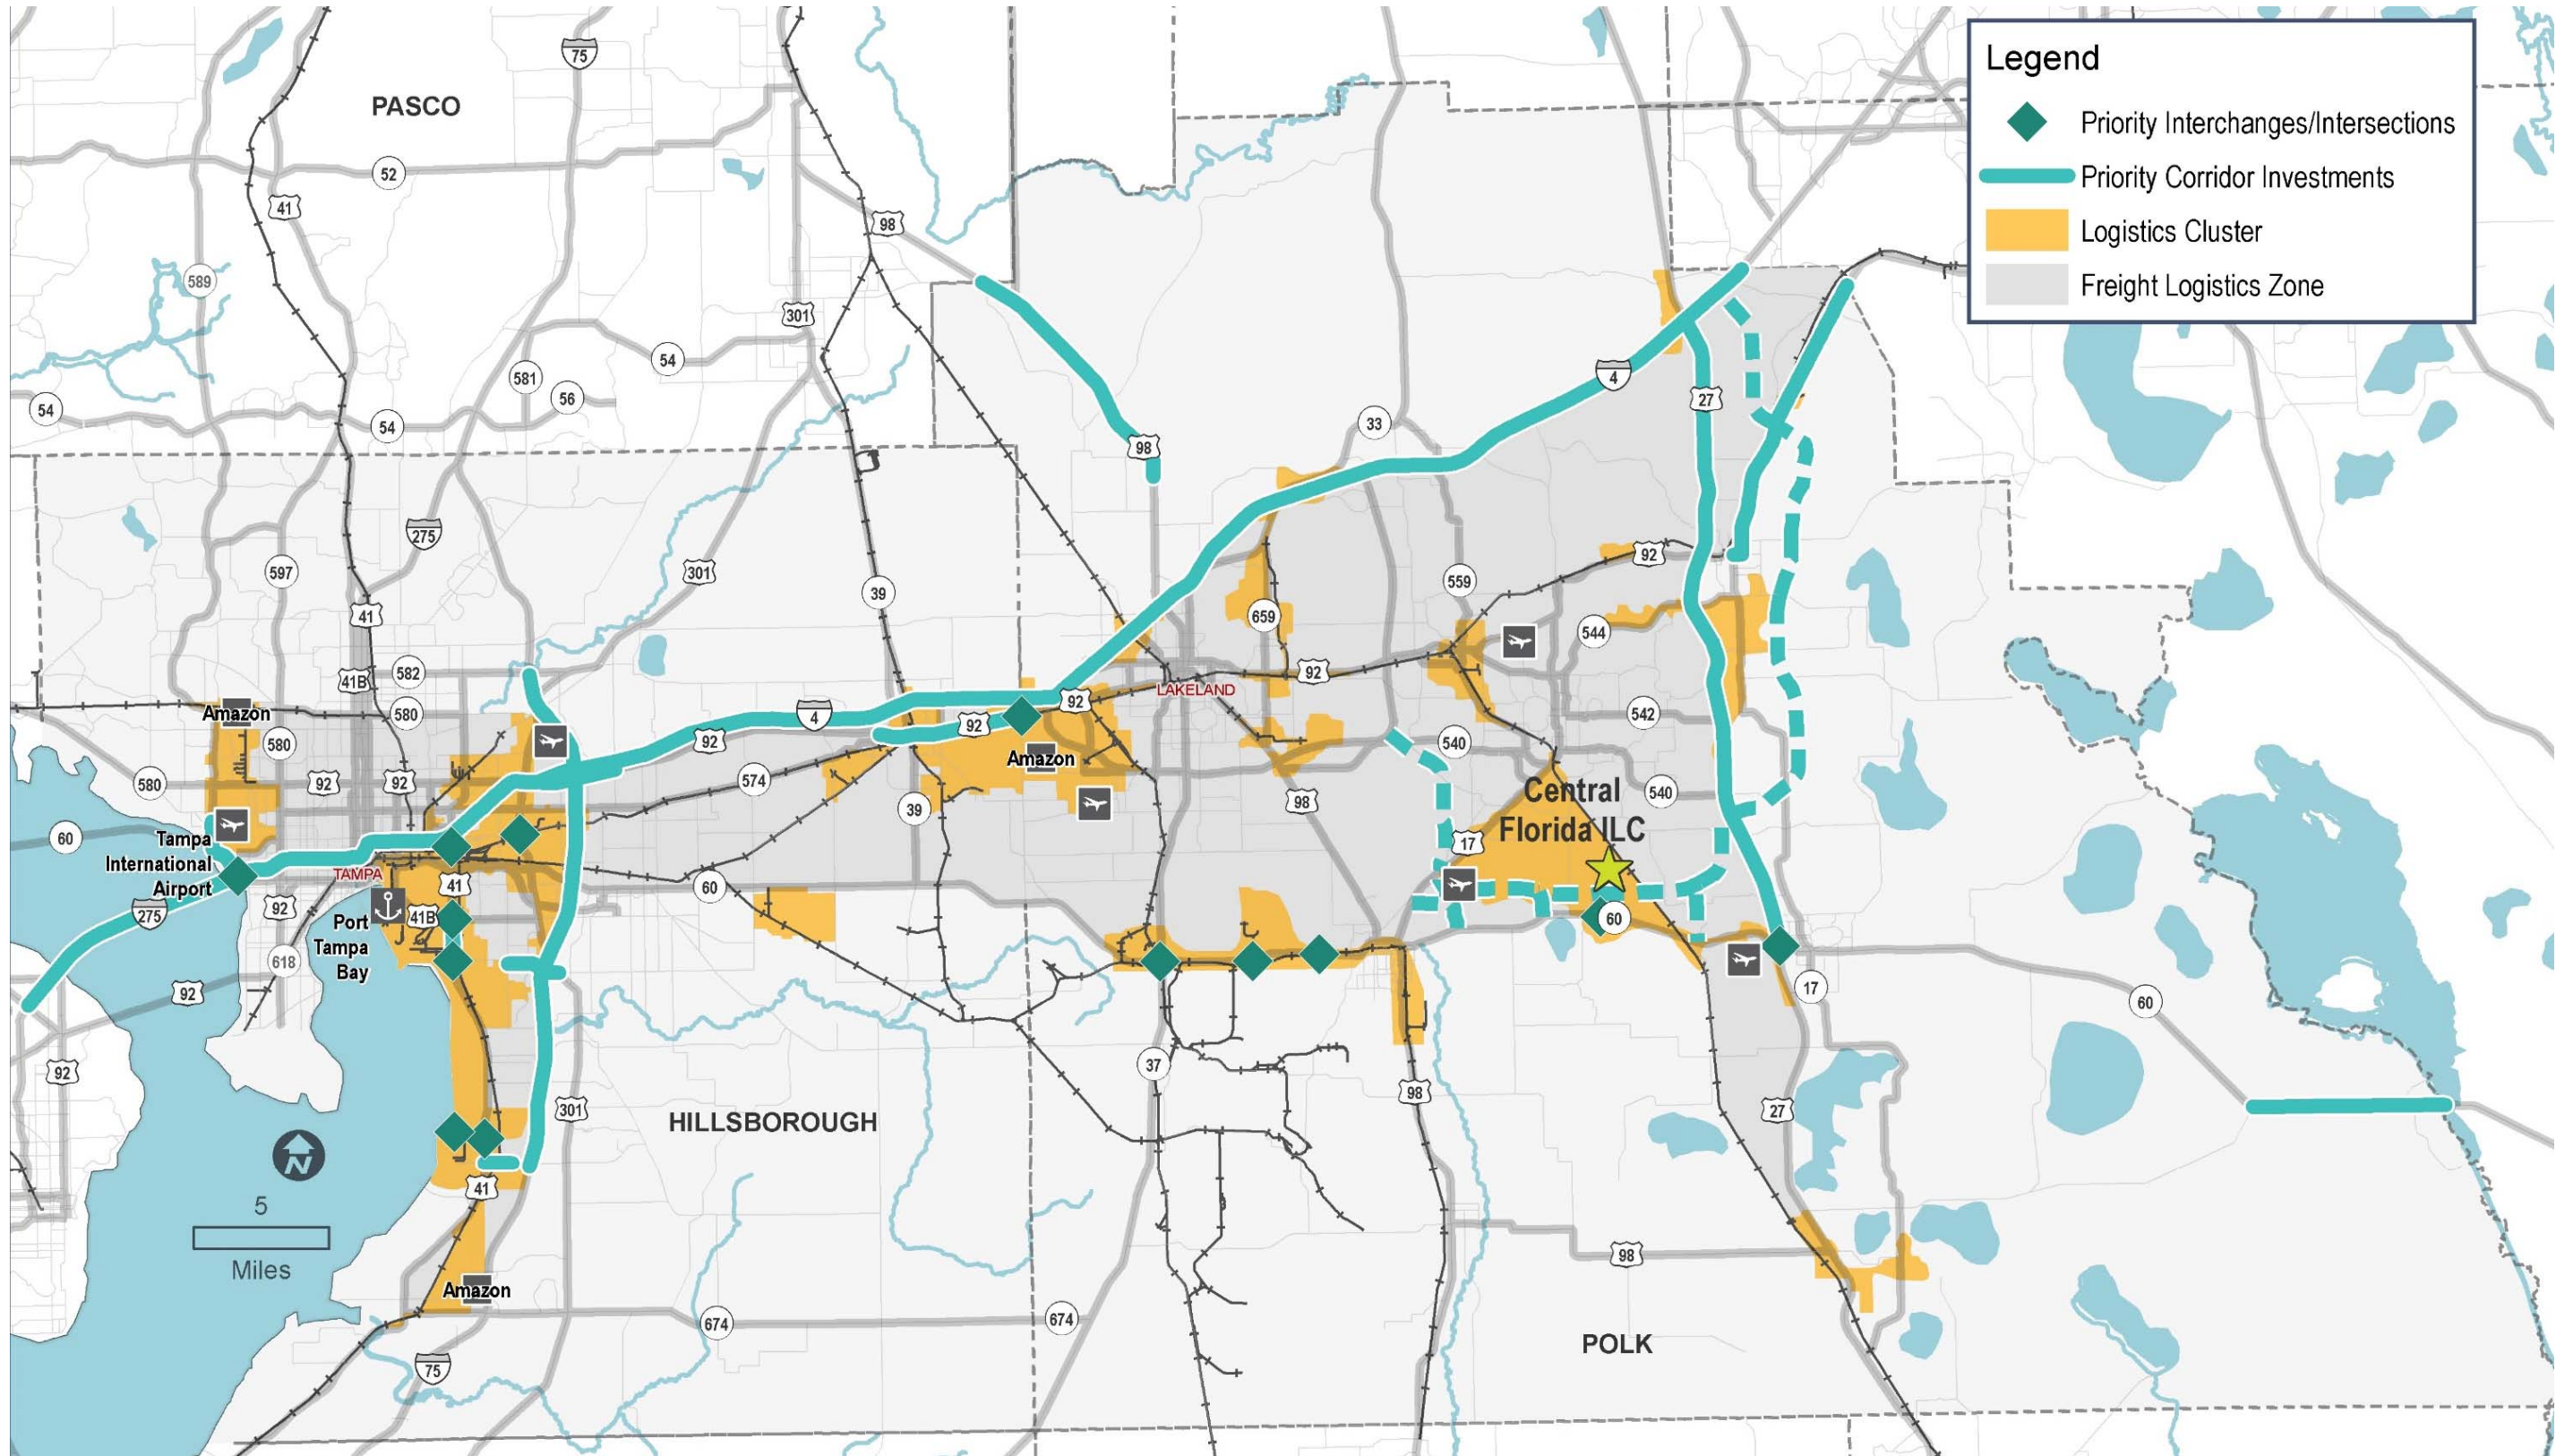 Legend
Priority Interchanges/Intersections
Priority Corridor Investments
Logistics Cluster
Freight Logistics Zone
75
PASCO
52
41
98
589
301
54
581
56
54
54
33
4
27
98
275
597
301
39
559
92
41
659
544
582
41B
92
LAKELAND
92
Amazon
580
4
92
542
580
92
540
Amazon
574
580
92
92
Central
Florida ILC
540
39
98
60
Tampa
International
Airport
17
TAMPA
41
60
275
92
Port
Tampa
Bay
41B
60
618
92
17
60
92
37
98
301
27
HILLSBOROUGH
N
5
Miles
41
98
Amazon
674
674
POLK
75